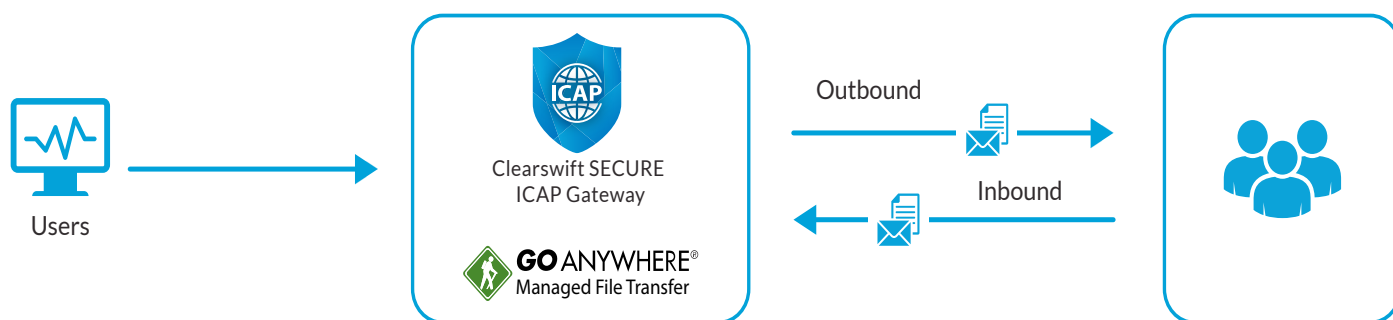 Users
ICAP
Clearswift SECURE
ICAP Gateway
GO ANYWHERE®
Managed File Transfer
Outbound
Inbound